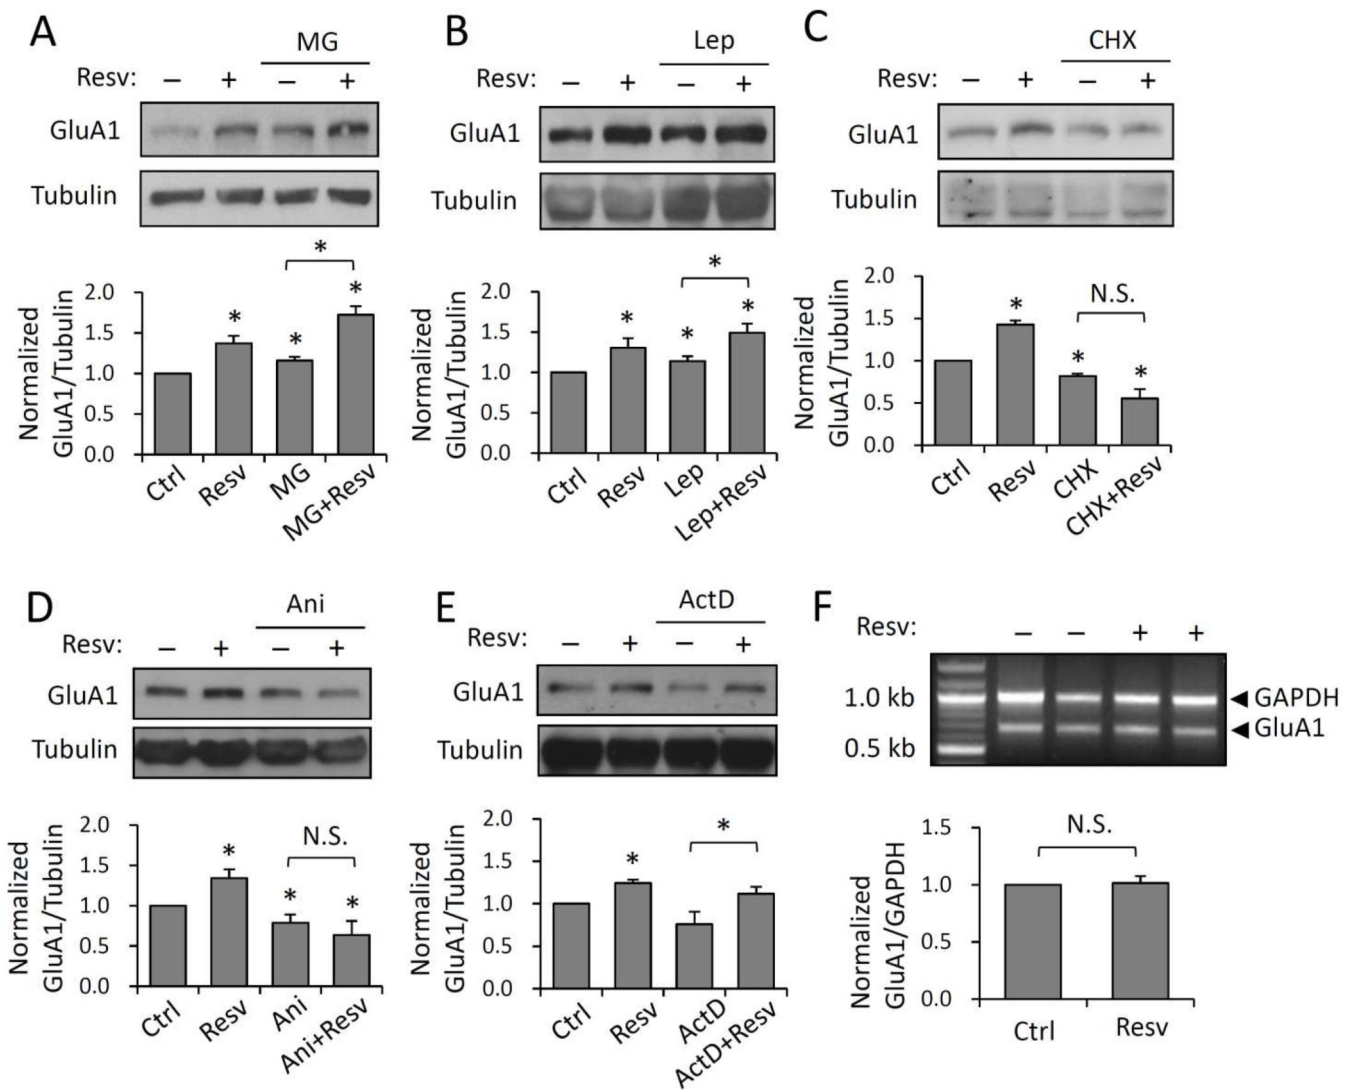 A
MG
Resv: – + – +
GluA1
Tubulin
*
* * *
Normalized
GluA1/Tubulin
2.0
1.5
1.0
0.5
0.0
Ctrl Resv MG MG+Resv
B
Lep
Resv: – + – +
GluA1
Tubulin
*
* * *
Normalized
GluA1/Tubulin
2.0
1.5
1.0
0.5
0.0
Ctrl Resv Lep Lep+Resv
C
CHX
Resv: – + – +
GluA1
Tubulin
N.S.
* * *
Normalized
GluA1/Tubulin
2.0
1.5
1.0
0.5
0.0
Ctrl Resv CHX CHX+Resv
D
Ani
Resv: – + – +
GluA1
Tubulin
N.S.
* * *
Normalized
GluA1/Tubulin
2.0
1.5
1.0
0.5
0.0
Ctrl Resv Ani Ani+Resv
E
ActD
Resv: – + – +
GluA1
Tubulin
*
*
Normalized
GluA1/Tubulin
2.0
1.5
1.0
0.5
0.0
Ctrl Resv ActD ActD+Resv
F
Resv: – – + +
1.0 kb ◄ GAPDH
◄ GluA1
0.5 kb
N.S.
Normalized
GluA1/GAPDH
1.5
1.0
0.5
0.0
Ctrl Resv